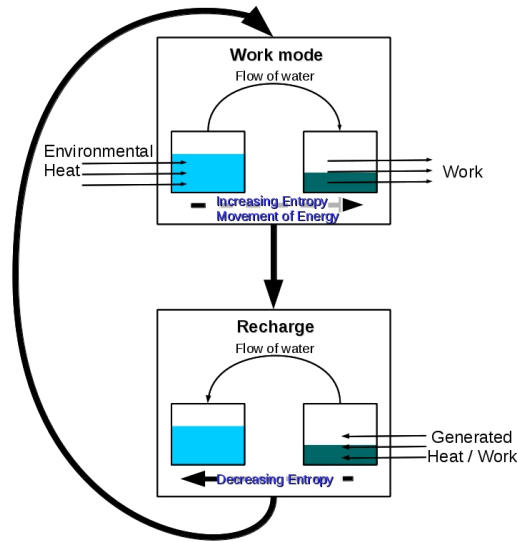 Work mode
Flow of water
Environmental
Heat
Work
Increasing Entropy
Movement of Energy
Recharge
Flow of water
Generated
Heat / Work
Decreasing Entropy